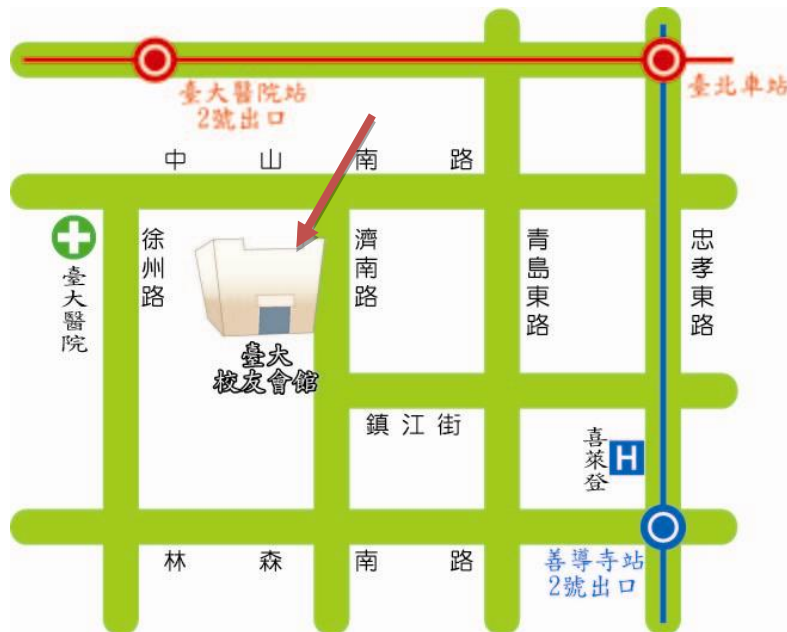 臺大醫院站
2號出口
臺北車站
中山南路
徐州路
濟南路
青島東路
忠孝東路
臺大醫院
臺大
校友會館
鎮江街
喜萊登
H
林森南路
善導寺站
2號出口